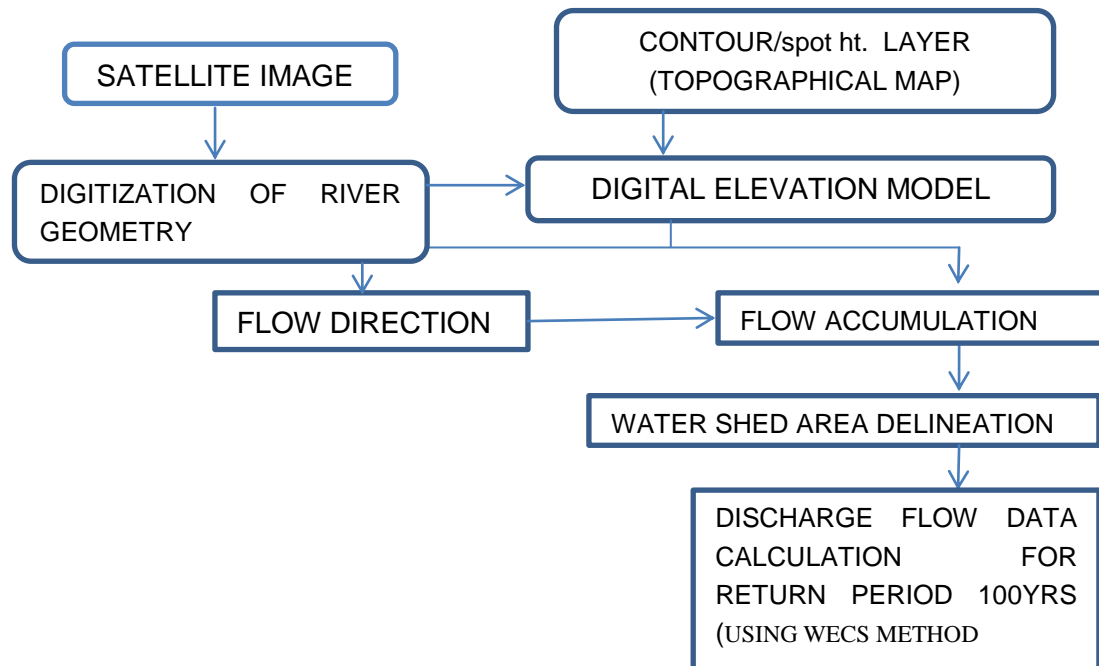 SATELLITE IMAGE
CONTOUR/spot ht. LAYER
(TOPOGRAPHICAL MAP)
DIGITIZATION OF RIVER
GEOMETRY
DIGITAL ELEVATION MODEL
FLOW DIRECTION
FLOW ACCUMULATION
WATER SHED AREA DELINEATION
DISCHARGE FLOW DATA
CALCULATION FOR
RETURN PERIOD 100YRS
(USING WECS METHOD